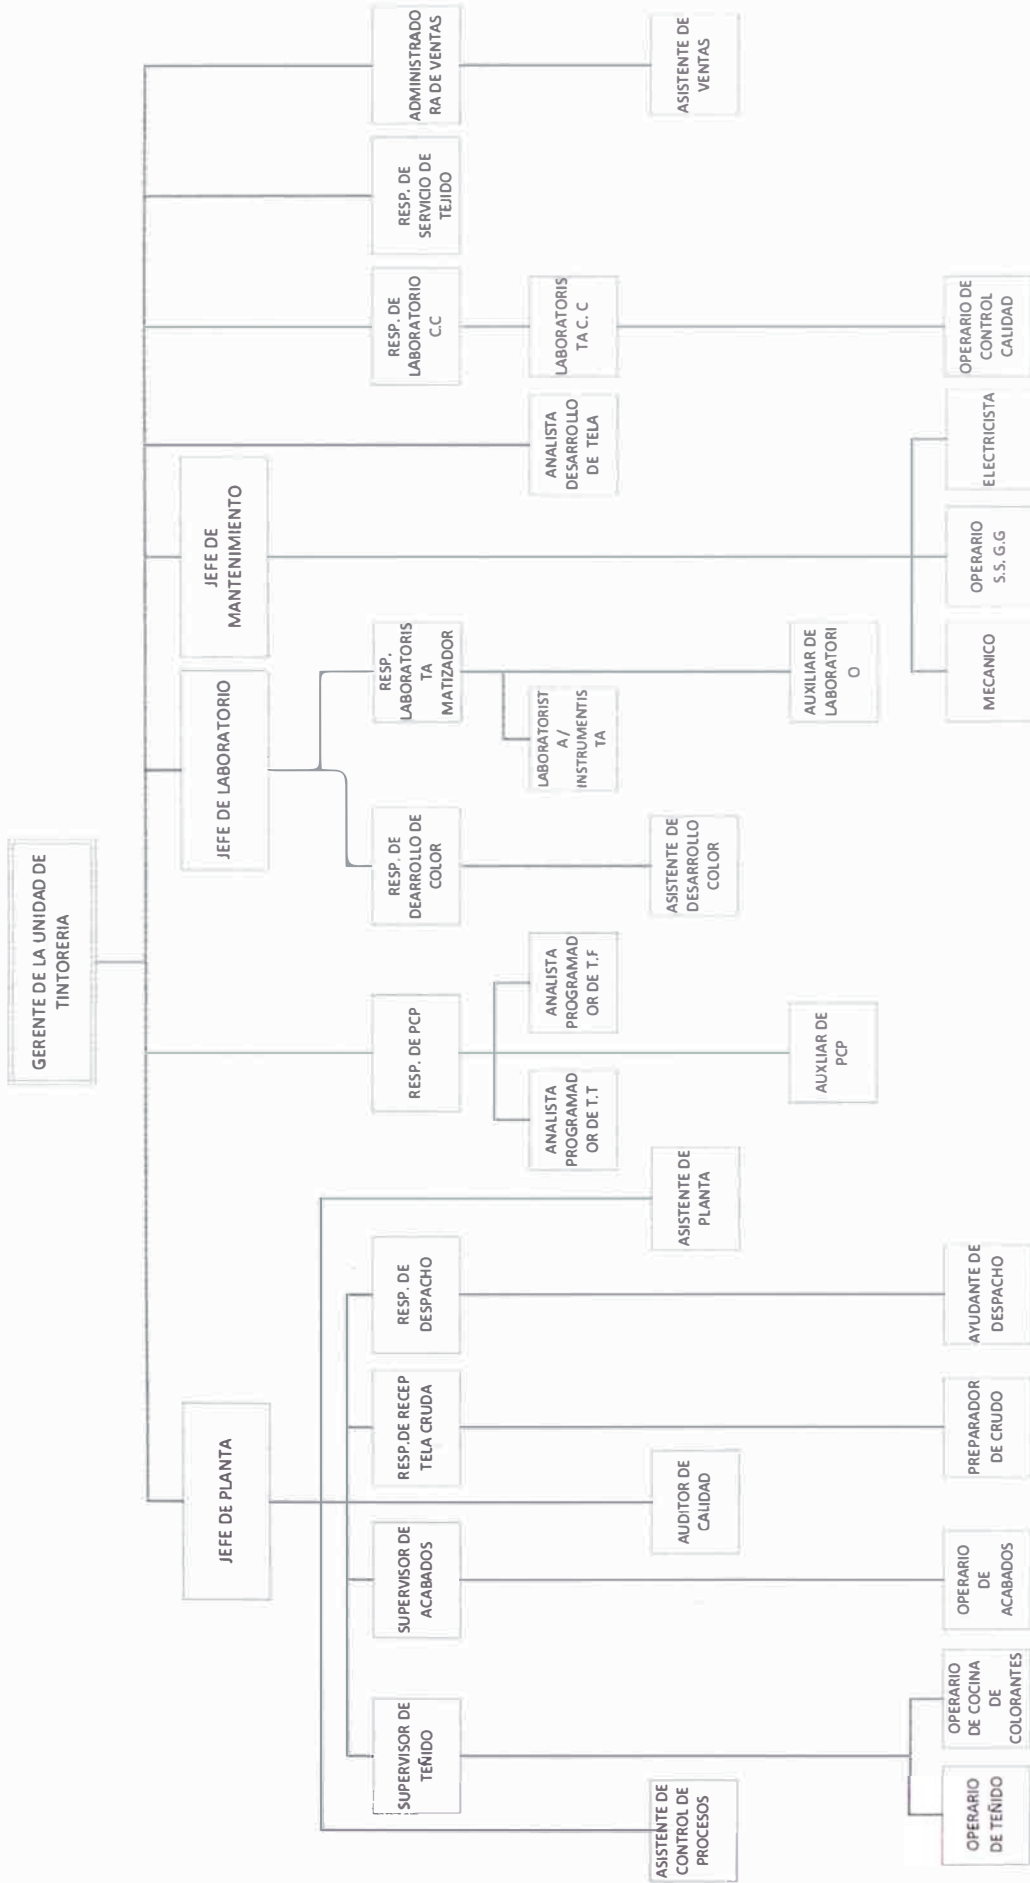 GERENTE DE LA UNIDAD DE
TINTORERIA
JEFE DE PLANTA
JEFE DE LABORATORIO
JEFE DE
MANTENIMIENTO
SUPERVISOR DE
TEÑIDO
SUPERVISOR DE
ACABADOS
RESP.DE RECEP
TELA CRUDA
RESP. DE
DESPACHO
RESP. DE PCP
RESP. DE
DEARROLLO DE
COLOR
RESP.
LABORATORIS
TA
MATIZADOR
RESP. DE
LABORATORIO
C.C
RESP. DE
SERVICIO DE
TEJIDO
ADMINISTRADO
RA DE VENTAS
ANALISTA
PROGRAMAD
OR DE T.T
ANALISTA
PROGRAMAD
OR DE T.F
LABORATORIST
A /
INSTRUMENTIS
TA
ANALISTA
DESARROLLO
DE TELA
LABORATORIS
TA C. C
ASISTENTE DE
CONTROL DE
PROCESOS
AUDITOR DE
CALIDAD
ASISTENTE DE
PLANTA
ASISTENTE DE
DESARROLLO
COLOR
ASISTENTE DE
VENTAS
AUXLIAR DE
PCP
AUXILIAR DE
LABORATORI
O
OPERARIO
DE TEÑIDO
OPERARIO
DE COCINA
DE
COLORANTES
OPERARIO
DE
ACABADOS
PREPARADOR
DE CRUDO
AYUDANTE DE
DESPACHO
MECANICO
OPERARIO
S.S. G.G
ELECTRICISTA
OPERARIO DE
CONTROL
CALIDAD